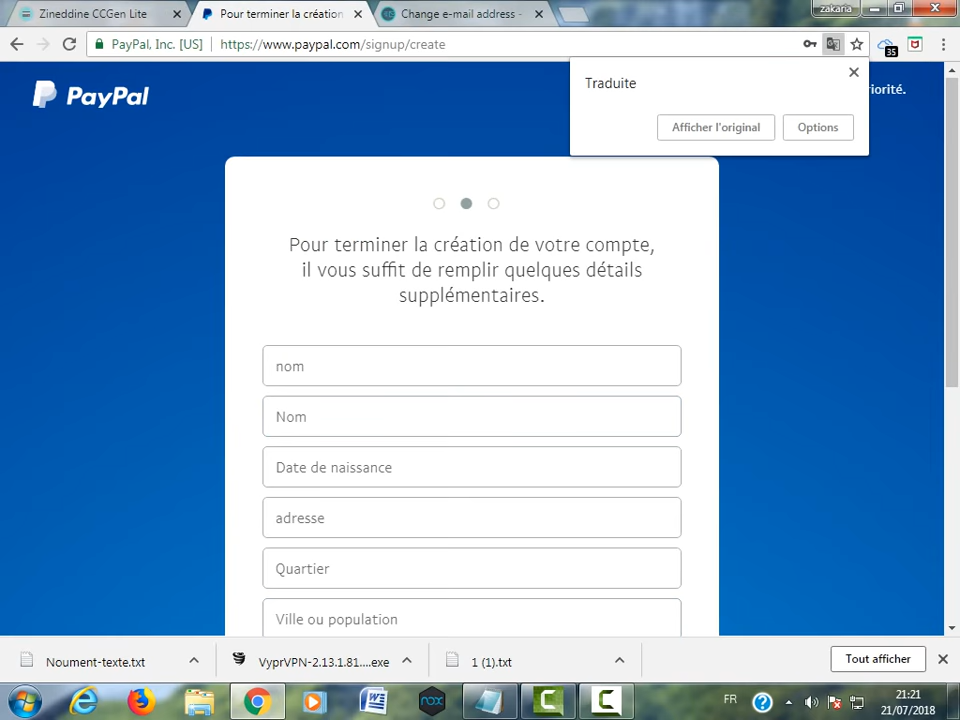 Zineddine CCGen Lite
Pour terminer la création
Change e-mail address -
zakaria
PayPal, Inc. [US]
https://www.paypal.com/signup/create
35
Traduite
Afficher l'original
Options
riorité.
PayPal
Pour terminer la création de votre compte,
il vous suffit de remplir quelques détails
supplémentaires.
nom
Nom
Date de naissance
adresse
Quartier
Ville ou population
Noument-texte.txt
VyprVPN-2.13.1.81....exe
1 (1).txt
Tout afficher
nox
FR
21:21
21/07/2018